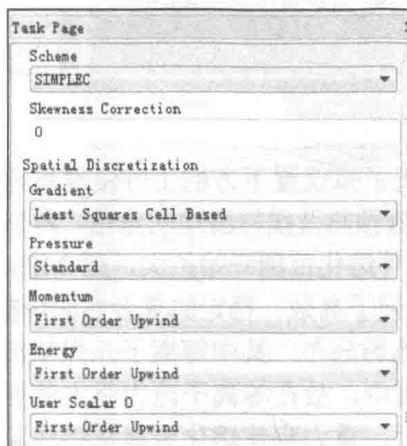 Task Page
Scheme
SIMPLEC
Skewness Correction
0
Spatial Discretization
Gradient
Least Squares Cell Based
Pressure
Standard
Momentum
First Order Upwind
Energy
First Order Upwind
User Scalar 0
First Order Upwind